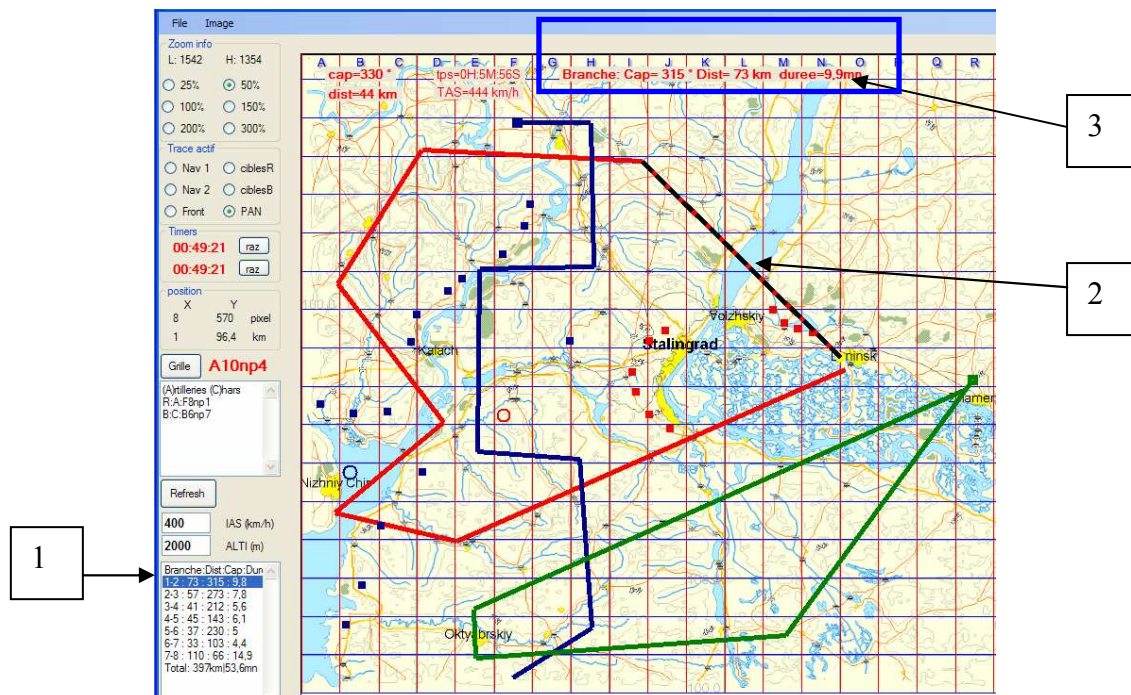 File Image
Zoom info
L: 1542 H: 1354
25% 50%
100% 150%
200% 300%
Trace actif
Nav 1 ciblesR
Nav 2 ciblesB
Front PAN
Timers
00:49:21 raz
00:49:21 raz
position
X Y
8 570 pixel
1 96,4 km
Grille A10np4
(A)rtilleries (C)hars
R:A:F8np1
B:C:B6np7
Refresh
400 IAS (km/h)
2000 ALTI (m)
Branche:Dist:Cap:Dur
1-2 : 73 : 315 : 9,8
2-3 : 57 : 273 : 7,8
3-4 : 41 : 212 : 5,6
4-5 : 45 : 143 : 6,1
5-6 : 37 : 230 : 5
6-7 : 33 : 103 : 4,4
7-8 : 110 : 66 : 14,9
Total: 397km|53,6mn
A B C D E F G H I J K L M N O P Q R
cap=330 ° tps=0H:5M:56S Branche: Cap= 315 ° Dist= 73 km duree=9,9mn
dist=44 km TAS=444 km/h
100.0
Volzhskiy
Stalingrad
Kalach
ninsk
Znamen
Nizhniy Chir
Oktyabrskiy
100.0
1
2
3